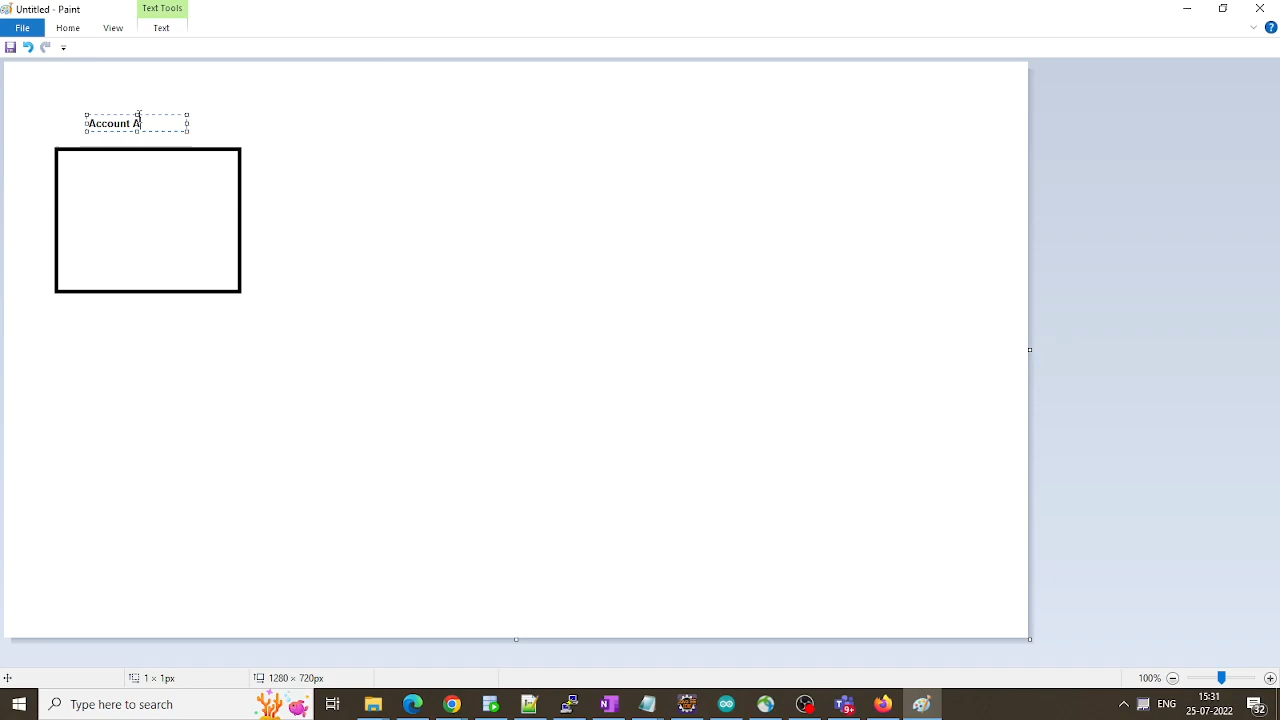 Untitled - Paint
Text Tools
File
Home
View
Text
?
Account A
1 × 1px
1280 × 720px
100%
Type here to search
9+
ENG
15:31
25-07-2022
32